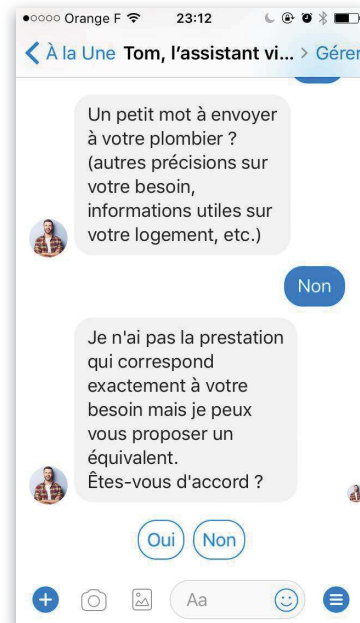 Orange F 23:12
À la Une Tom, l'assistant vi... > Gérer
Un petit mot à envoyer
à votre plombier ?
(autres précisions sur
votre besoin,
informations utiles sur
votre logement, etc.)
Non
Je n'ai pas la prestation
qui correspond
exactement à votre
besoin mais je peux
vous proposer un
équivalent.
Êtes-vous d'accord ?
Oui Non
Aa